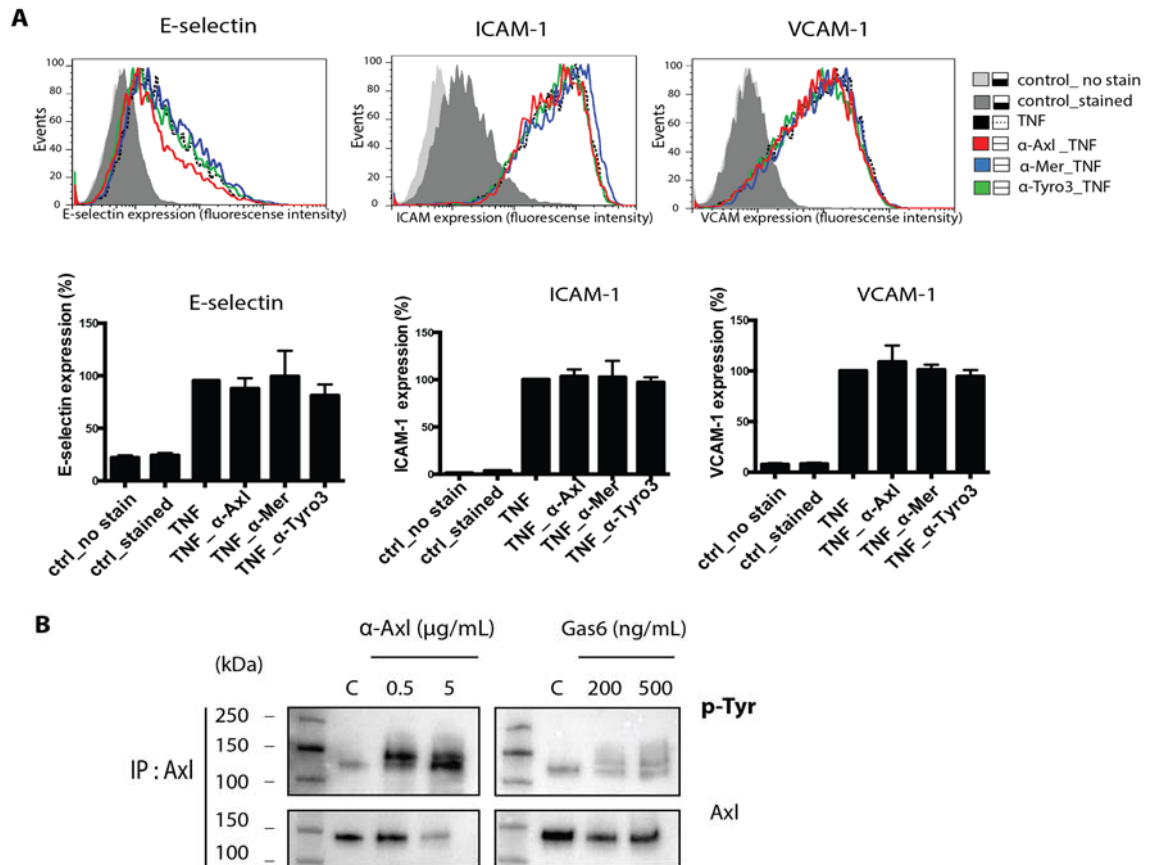 A
E-selectin
ICAM-1
VCAM-1
Events
100
80
60
40
20
0
E-selectin expression (fluorescense intensity)
Events
100
80
60
40
20
0
ICAM expression (fluorescense intensity)
Events
100
80
60
40
20
0
VCAM expression (fluorescense intensity)
control_ no stain
control_stained
TNF
α-Axl _TNF
α-Mer_TNF
α-Tyro3_TNF
E-selectin
E-selectin expression (%)
150
100
50
0
ctrl_no stain
ctrl_stained
TNF
TNF_ α-Axl
TNF_α-Mer
TNF_α-Tyro3
ICAM-1
ICAM-1 expression (%)
150
100
50
0
ctrl_no stain
ctrl_stained
TNF
TNF_ α-Axl
TNF_α-Mer
TNF_α-Tyro3
VCAM-1
VCAM-1 expression (%)
150
100
50
0
ctrl_no stain
ctrl_stained
TNF
TNF_α-Axl
TNF_α-Mer
TNF_α-Tyro3
B
α-Axl (μg/mL)
Gas6 (ng/mL)
(kDa)
C 0.5 5
C 200 500
p-Tyr
250 –
150 –
100 –
IP : Axl
Axl
150 –
100 –